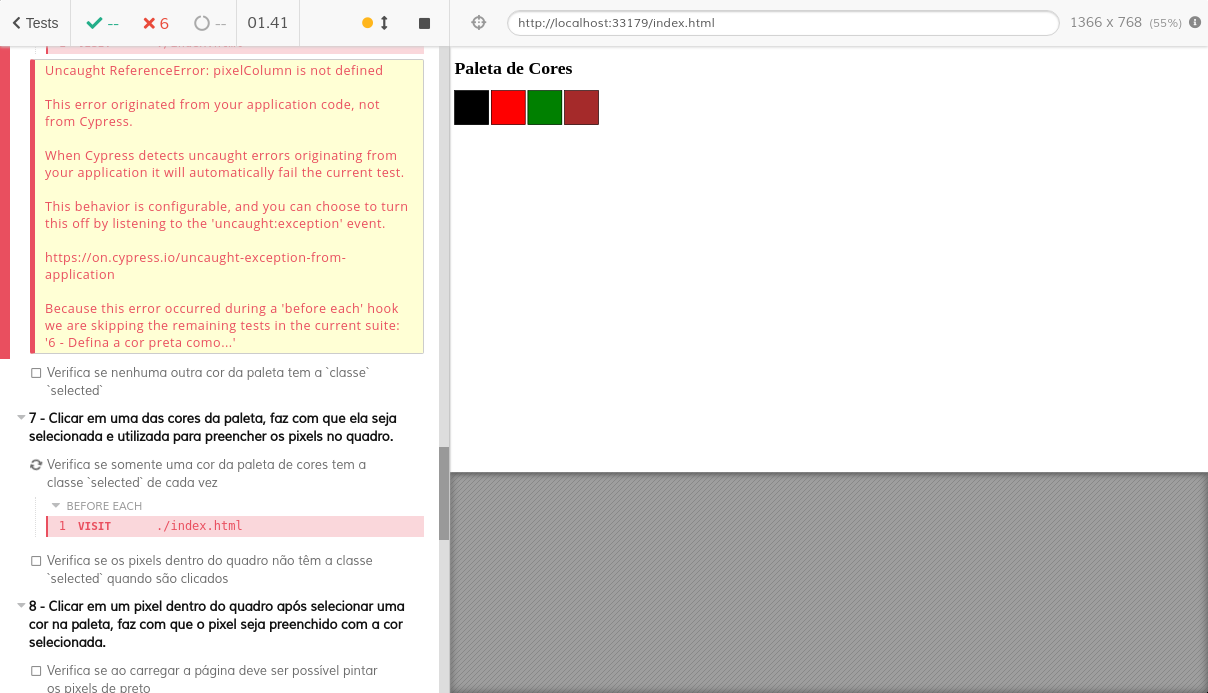 Tests
--
6
--
01.41
http://localhost:33179/index.html
1366 x 768 (55%)
Uncaught ReferenceError: pixelColumn is not defined
This error originated from your application code, not
from Cypress.
When Cypress detects uncaught errors originating from
your application it will automatically fail the current test.
This behavior is configurable, and you can choose to turn
this off by listening to the 'uncaught:exception' event.
https://on.cypress.io/uncaught-exception-from-
application
Because this error occurred during a 'before each' hook
we are skipping the remaining tests in the current suite:
'6 - Defina a cor preta como...'
Verifica se nenhuma outra cor da paleta tem a `classe`
`selected`
7 - Clicar em uma das cores da paleta, faz com que ela seja
selecionada e utilizada para preencher os pixels no quadro.
Verifica se somente uma cor da paleta de cores tem a
classe `selected` de cada vez
BEFORE EACH
1 VISIT ./index.html
Verifica se os pixels dentro do quadro não têm a classe
`selected` quando são clicados
8 - Clicar em um pixel dentro do quadro após selecionar uma
cor na paleta, faz com que o pixel seja preenchido com a cor
selecionada.
Verifica se ao carregar a página deve ser possível pintar
os pixels de preto
Paleta de Cores